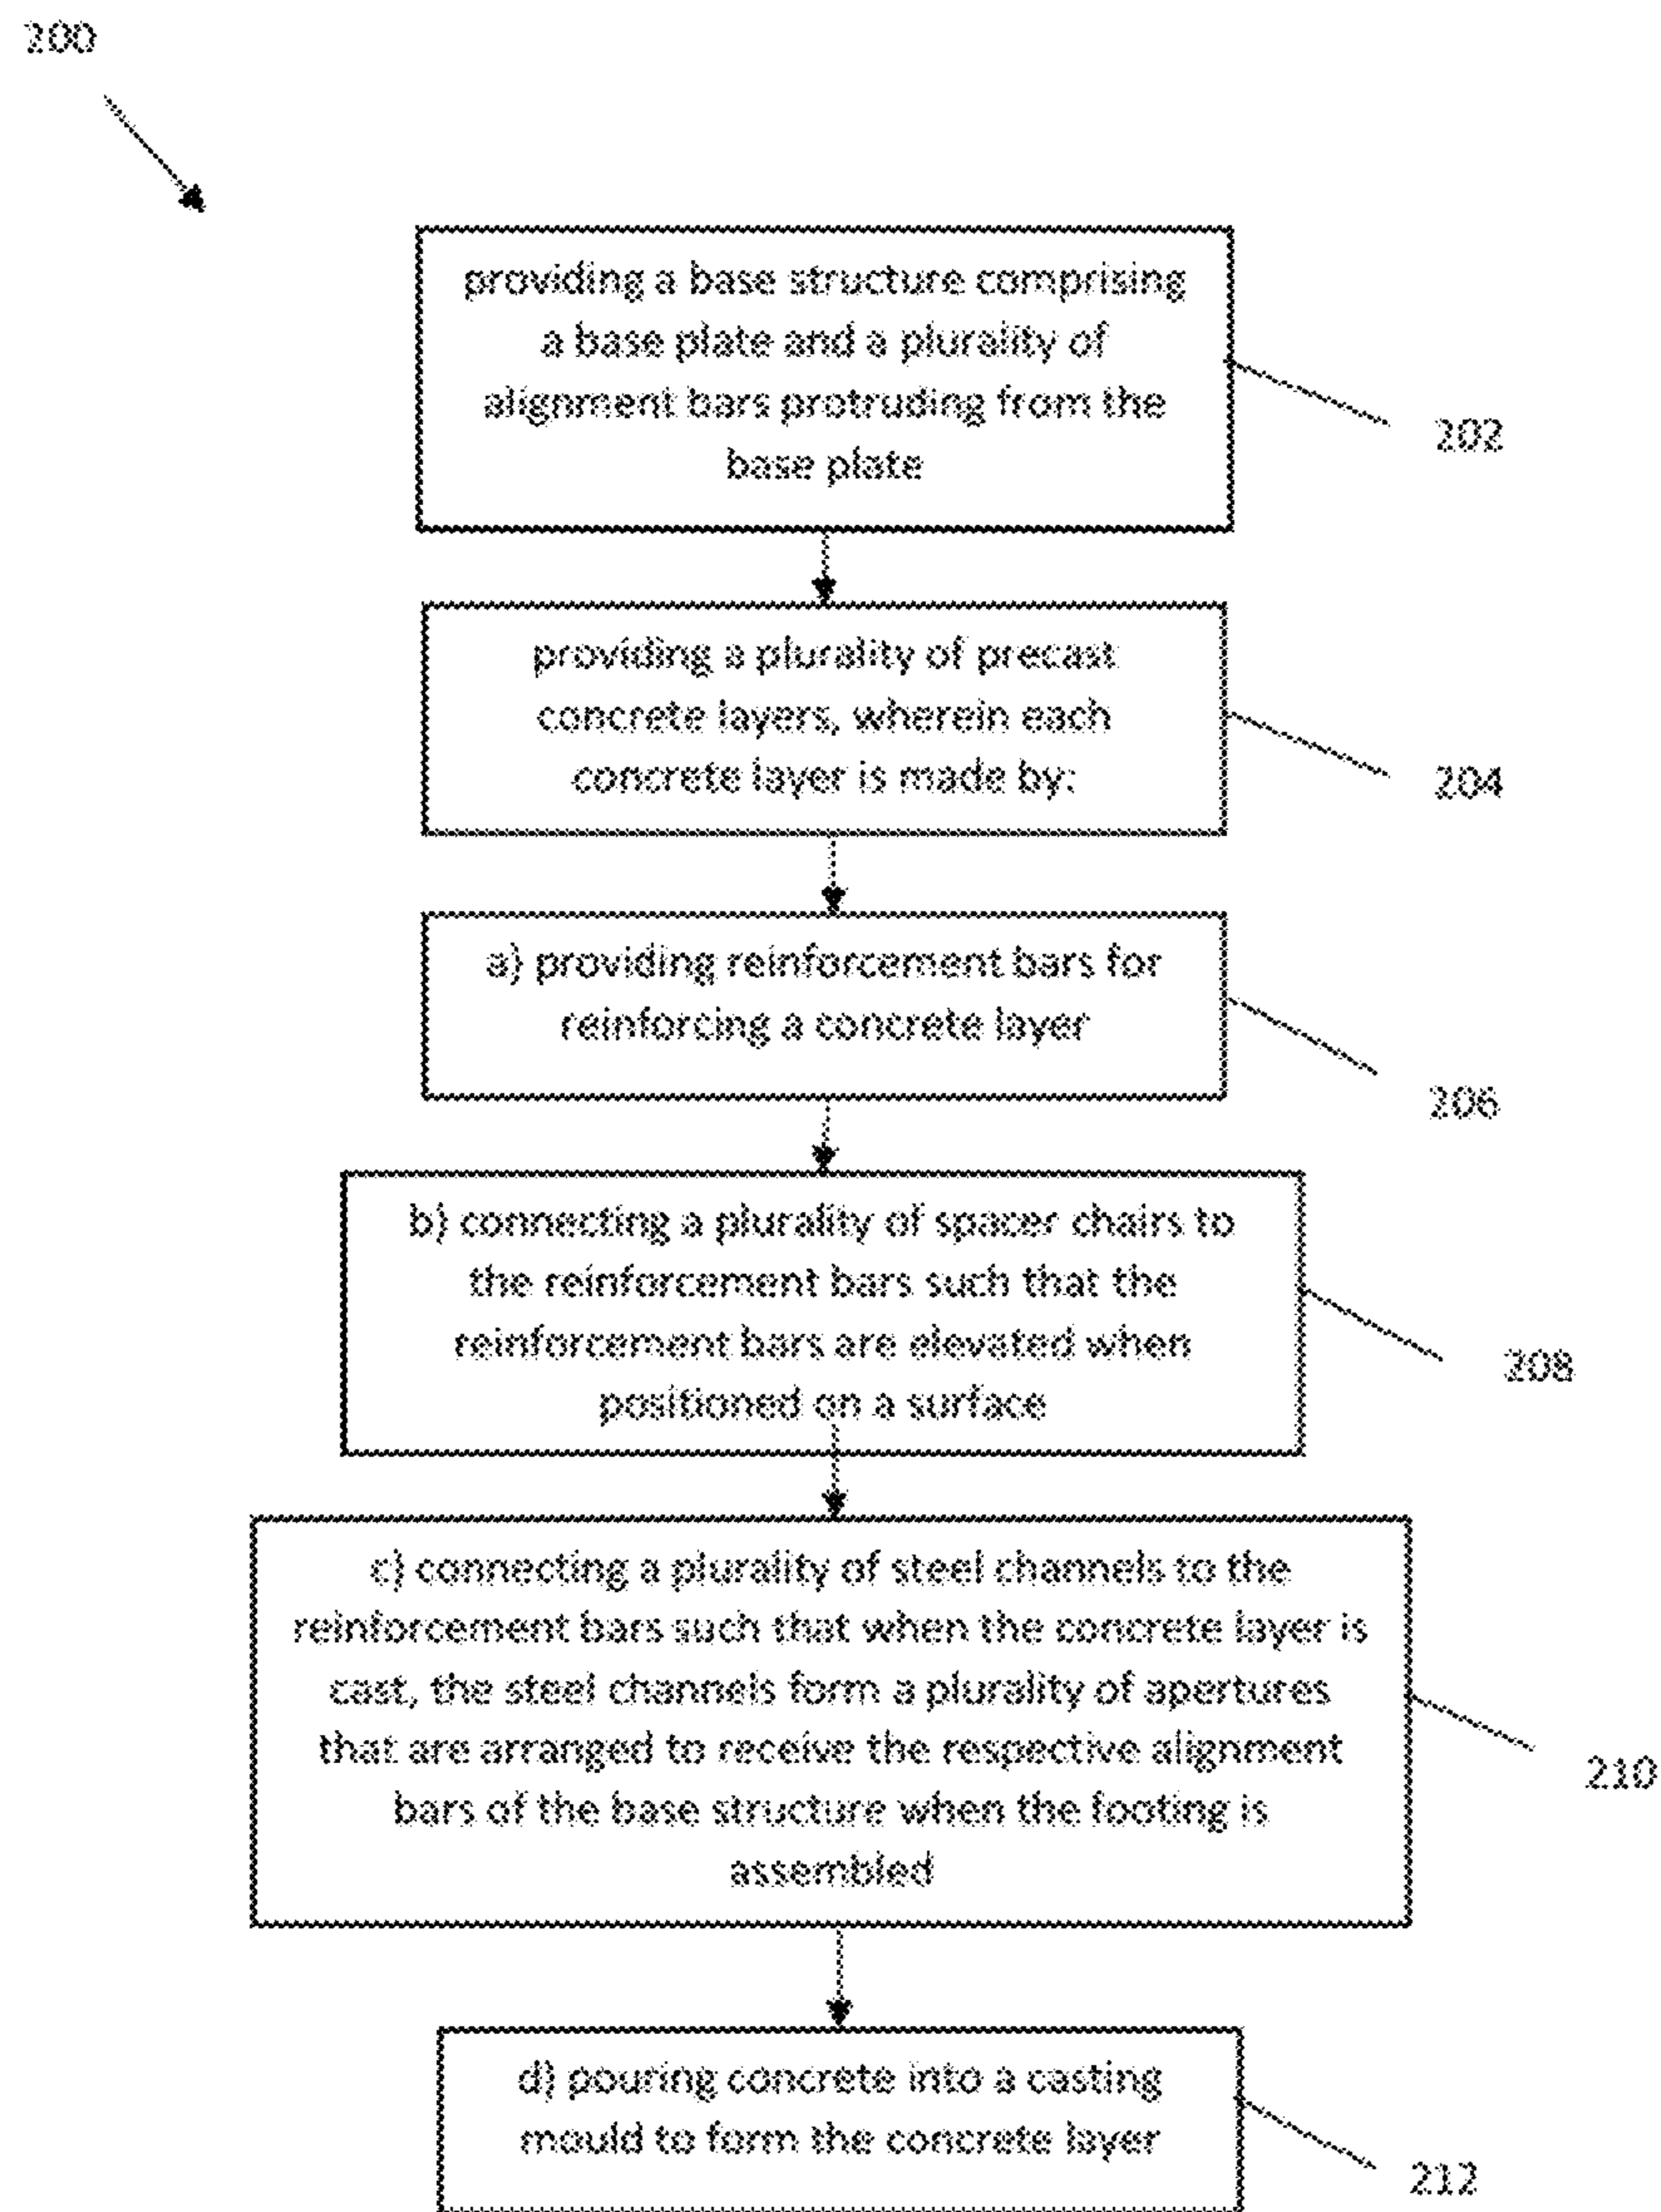 200
providing a base structure comprising
a base plate and a plurality of
alignment bars protruding from the
base plate
202
providing a plurality of precast
concrete layers, wherein each
concrete layer is made by:
204
a) providing reinforcement bars for
reinforcing a concrete layer
206
b) connecting a plurality of spacer chairs to
the reinforcement bars such that the
reinforcement bars are elevated when
positioned on a surface
208
c) connecting a plurality of steel channels to the
reinforcement bars such that when the concrete layer is
cast, the steel channels form a plurality of apertures
that are arranged to receive the respective alignment
bars of the base structure when the footing is
assembled
210
d) pouring concrete into a casting
mould to form the concrete layer
212